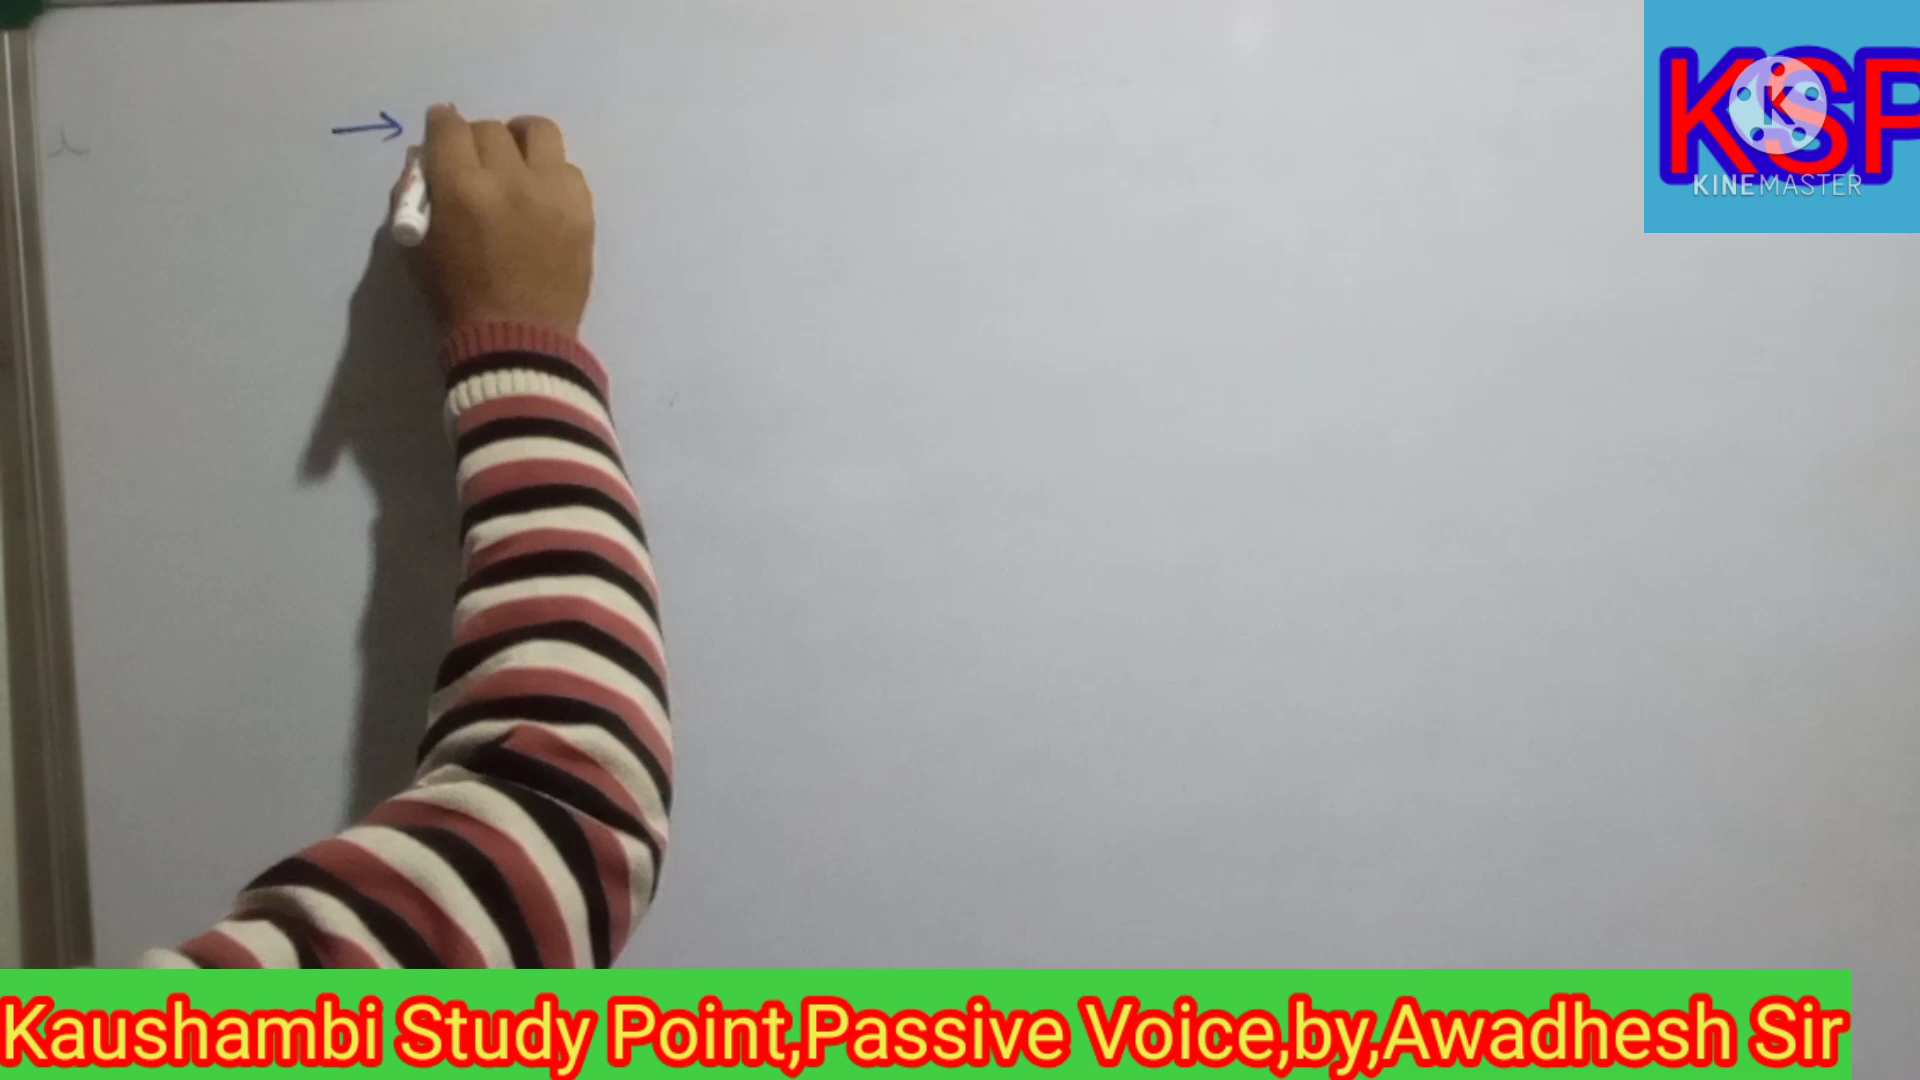 KSP
K
KINEMASTER
Kaushambi Study Point,Passive Voice,by,Awadhesh Sir